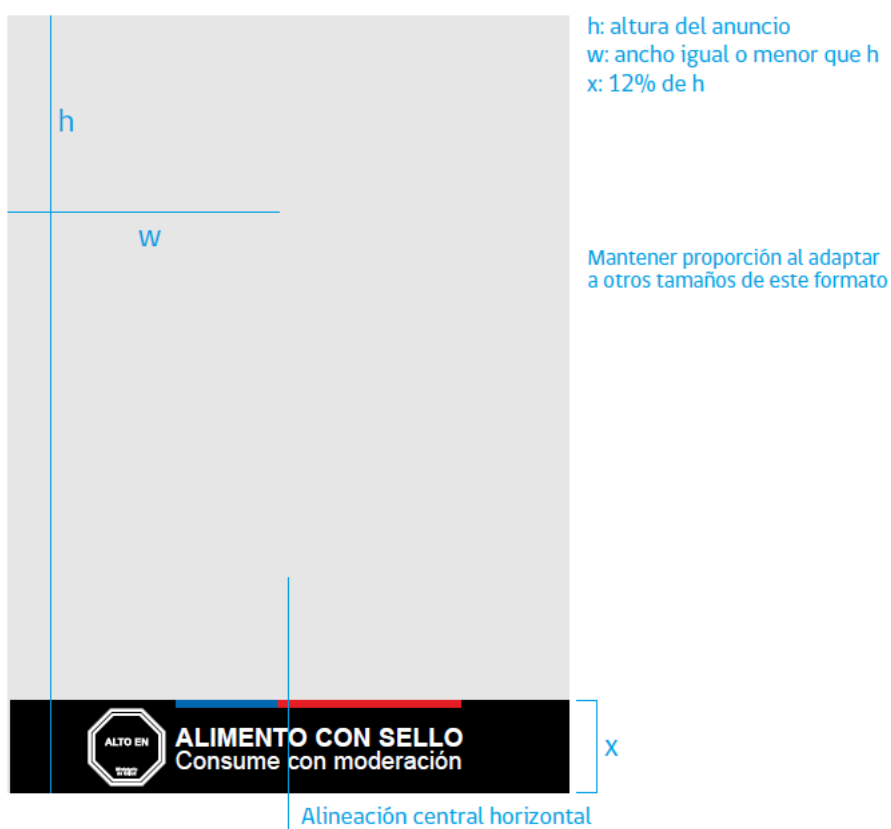 h: altura del anuncio
w: ancho igual o menor que h
x: 12% de h
h
w
Mantener proporción al adaptar
a otros tamaños de este formato
ALTO EN
ALIMENTO CON SELLO
Consume con moderación
x
Alineación central horizontal